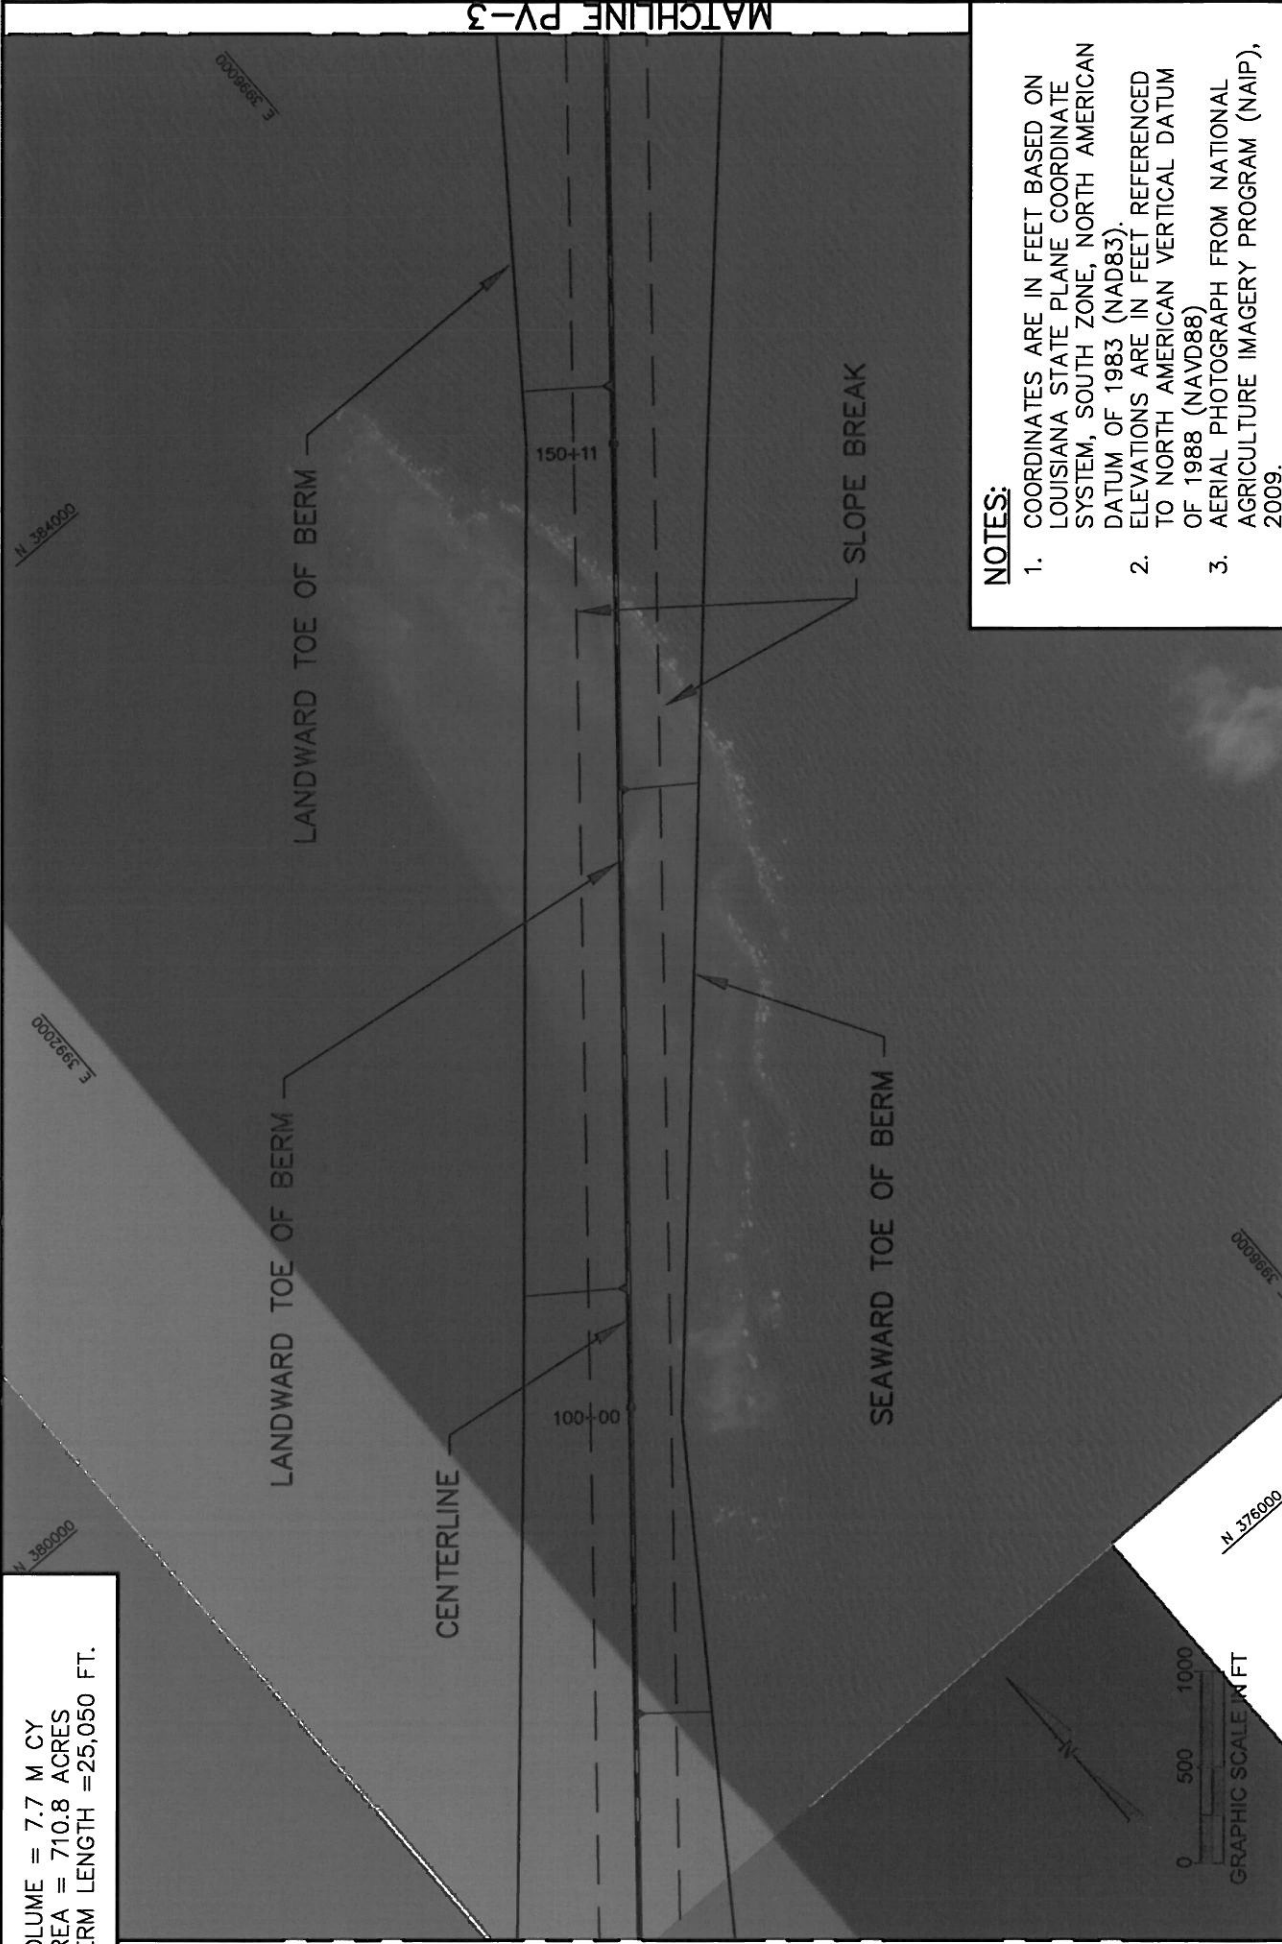 MATCHLINE PV-3
E 3996000
N 384000
E 3992000
N 380000
LANDWARD TOE OF BERM
LANDWARD TOE OF BERM
CENTERLINE
150+11
100+00
SLOPE BREAK
SEAWARD TOE OF BERM
OLUME = 7.7 M CY
REA = 710.8 ACRES
ERM LENGTH =25,050 FT.
NOTES:
1. COORDINATES ARE IN FEET BASED ON
LOUISIANA STATE PLANE COORDINATE
SYSTEM, SOUTH ZONE, NORTH AMERICAN
DATUM OF 1983 (NAD83).
2. ELEVATIONS ARE IN FEET REFERENCED
TO NORTH AMERICAN VERTICAL DATUM
OF 1988 (NAVD88)
3. AERIAL PHOTOGRAPH FROM NATIONAL
AGRICULTURE IMAGERY PROGRAM (NAIP),
2009.
3996000
N 376000
N
0 500 1000
GRAPHIC SCALE IN FT